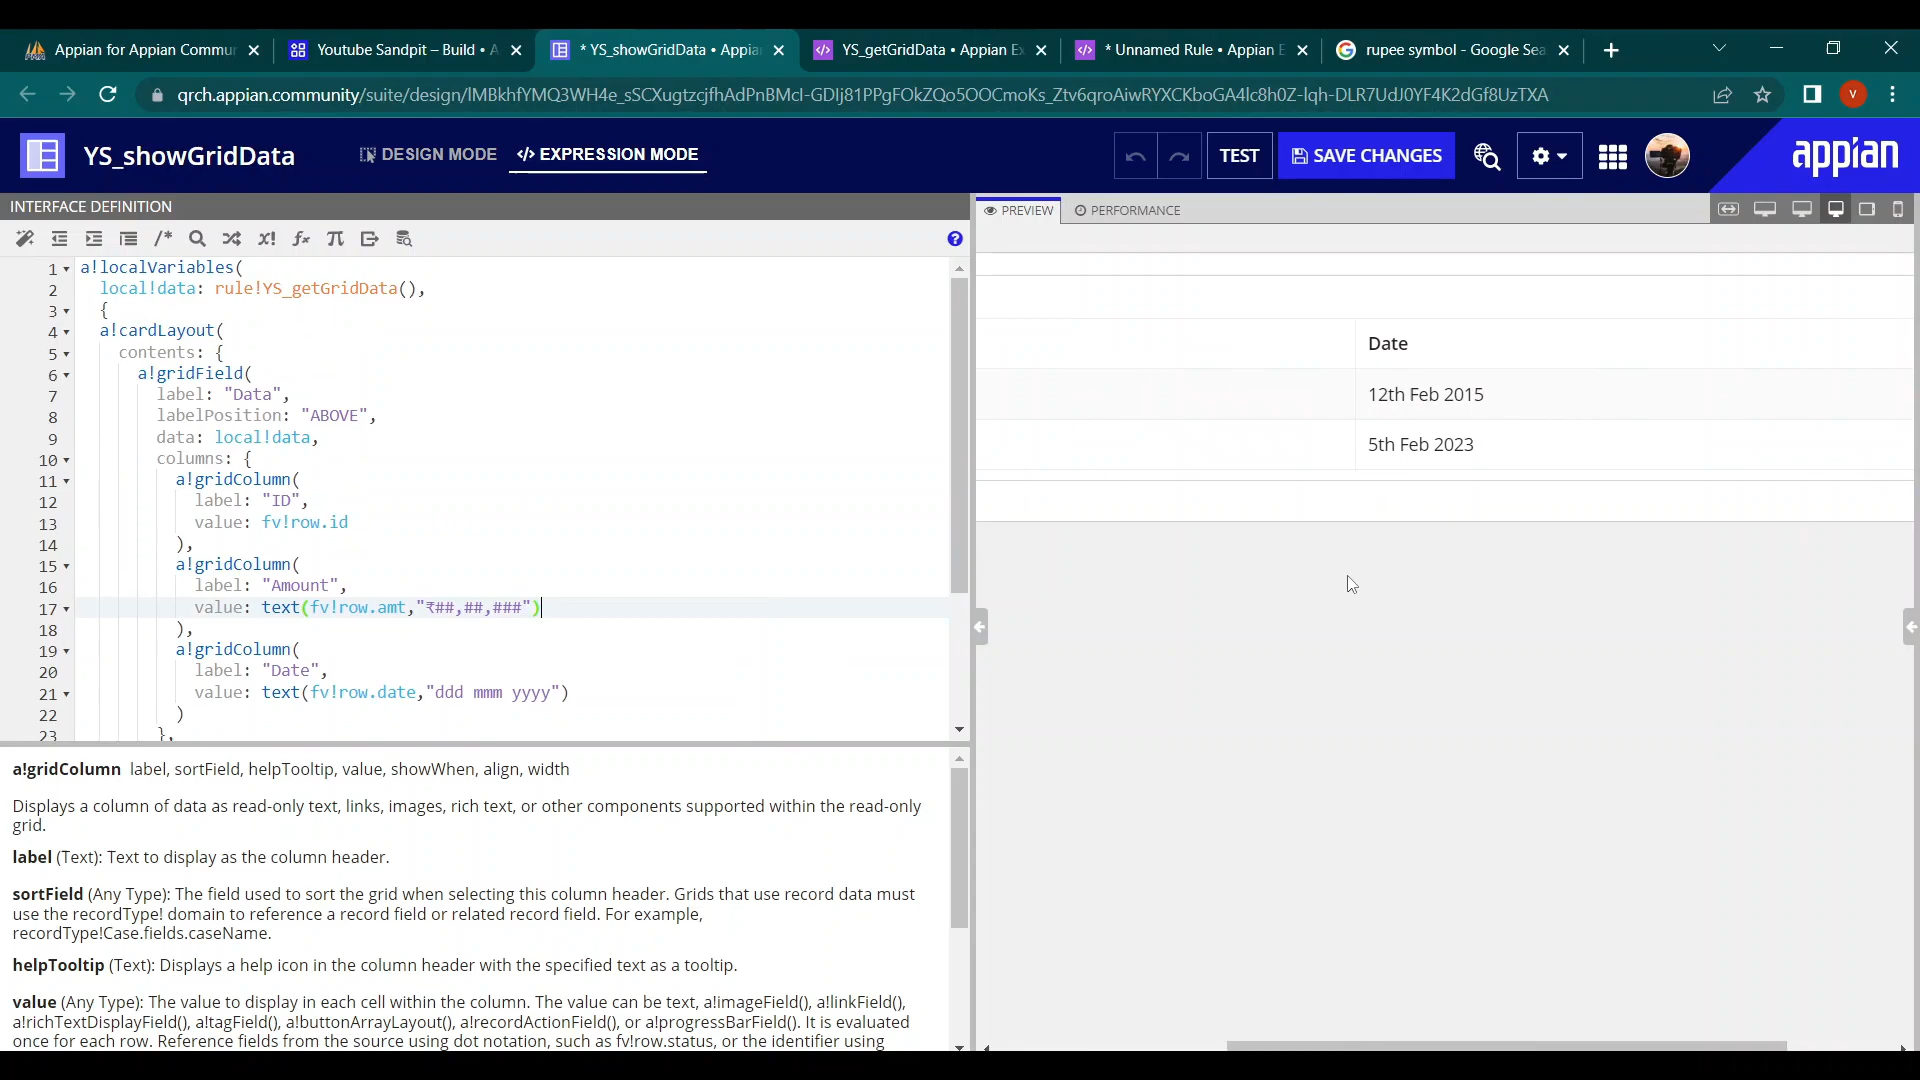 Appian for Appian Commu
Youtube Sandpit – Build • A
* YS_showGridData • Appia
YS_getGridData • Appian Ex
* Unnamed Rule • Appian E
rupee symbol - Google Sea
V
YS_showGridData
DESIGN MODE
</> EXPRESSION MODE
TEST
SAVE CHANGES
appian
INTERFACE DEFINITION
PREVIEW
PERFORMANCE
1 a!localVariables(
2 local!data: rule!YS_getGridData(),
3 {
4 a!cardLayout(
5 contents: {
6 a!gridField(
7 label: "Data",
8 labelPosition: "ABOVE",
9 data: local!data,
10 columns: {
11 a!gridColumn(
12 label: "ID",
13 value: fv!row.id
14 ),
15 a!gridColumn(
16 label: "Amount",
17 value: text(fv!row.amt,"₹##,##,###")
18 ),
19 a!gridColumn(
20 label: "Date",
21 value: text(fv!row.date,"ddd mmm yyyy")
22 )
23 },
Date
12th Feb 2015
5th Feb 2023
a!gridColumn label, sortField, helpTooltip, value, showWhen, align, width
Displays a column of data as read-only text, links, images, rich text, or other components supported within the read-only
grid.
label (Text): Text to display as the column header.
sortField (Any Type): The field used to sort the grid when selecting this column header. Grids that use record data must
use the recordType! domain to reference a record field or related record field. For example,
recordType!Case.fields.caseName.
helpTooltip (Text): Displays a help icon in the column header with the specified text as a tooltip.
value (Any Type): The value to display in each cell within the column. The value can be text, a!imageField(), a!linkField(),
a!richTextDisplayField(), a!tagField(), a!buttonArrayLayout(), a!recordActionField(), or a!progressBarField(). It is evaluated
once for each row. Reference fields from the source using dot notation, such as fv!row.status, or the identifier using